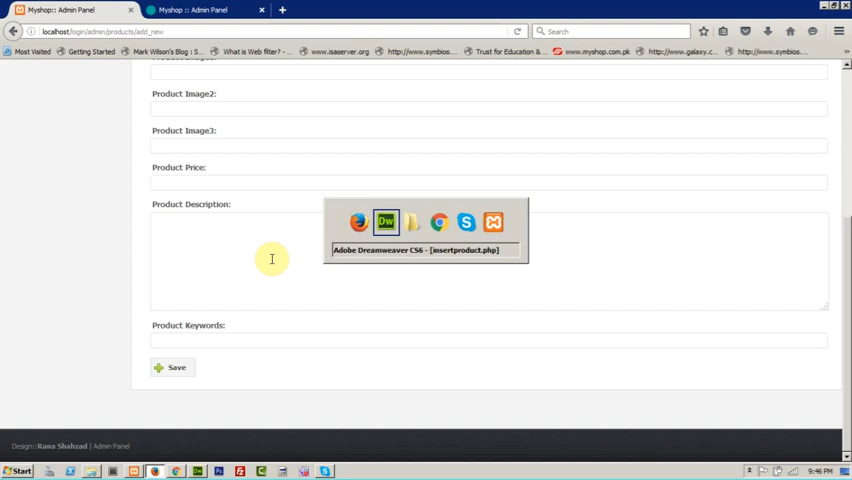 Myshop:: Admin Panel
Myshop :: Admin Panel
localhost/login/admin/products/add_new
Search
Most Visited
Getting Started
Mark Wilson's Blog : S...
What is Web filter? - ...
www.isaserver.org
http://www.symbios...
Trust for Education & ...
www.myshop.com.pk
http://www.galaxy.c...
http://www.symbios...
Product Image2:
Product Image3:
Product Price:
Product Description:
Dw
Adobe Dreamweaver CS6 - [insertproduct.php]
Product Keywords:
Save
Design::Rana Shahzad | Admin Panel
Start
Dw
Ps
9:46 PM